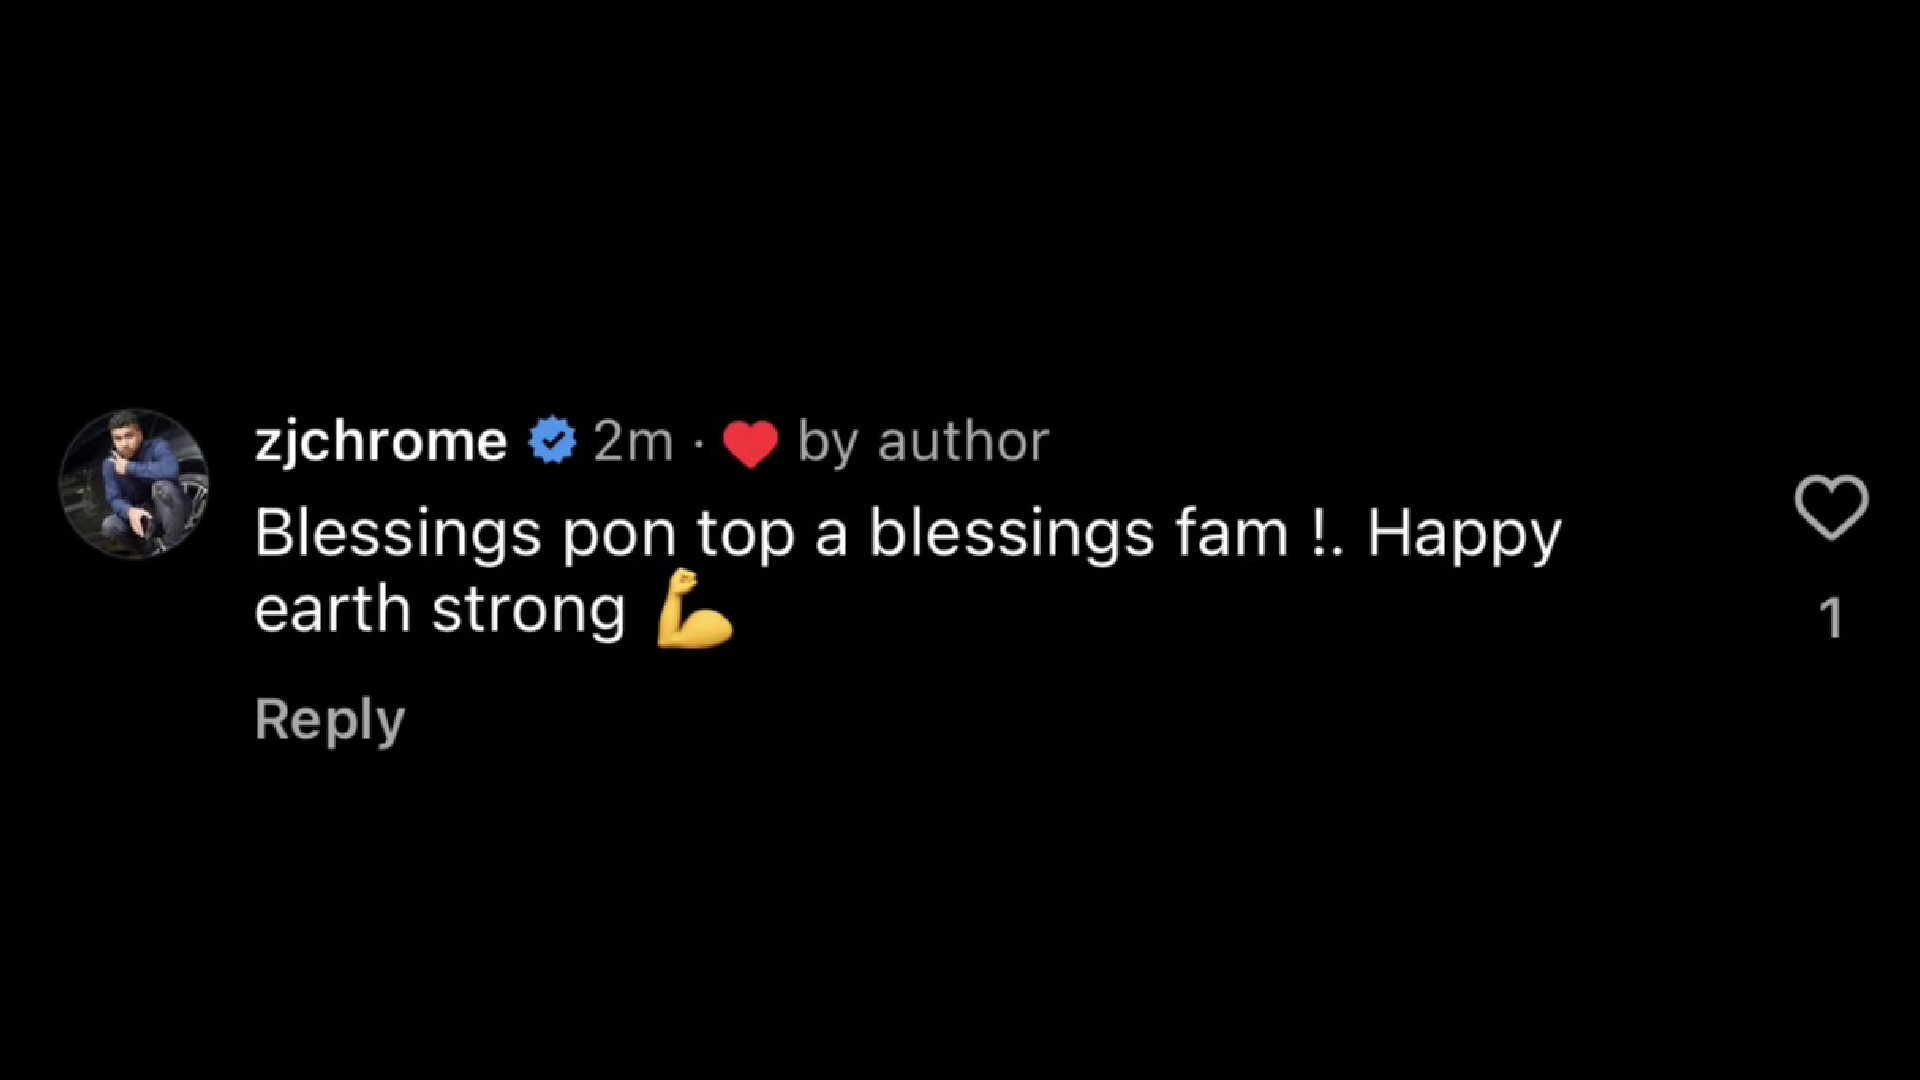 zjchrome 2m · ❤️ by author
Blessings pon top a blessings fam !. Happy
earth strong 💪
1
Reply